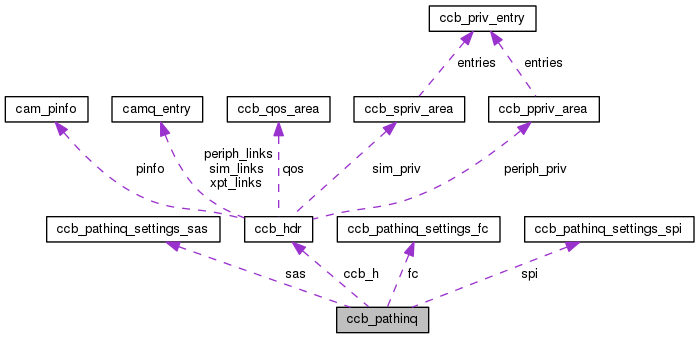 ccb_priv_entry
entries
entries
cam_pinfo
camq_entry
ccb_qos_area
ccb_spriv_area
ccb_ppriv_area
pinfo
periph_links
sim_links
xpt_links
qos
sim_priv
periph_priv
ccb_pathinq_settings_sas
ccb_hdr
ccb_pathinq_settings_fc
ccb_pathinq_settings_spi
sas
ccb_h
fc
spi
ccb_pathinq